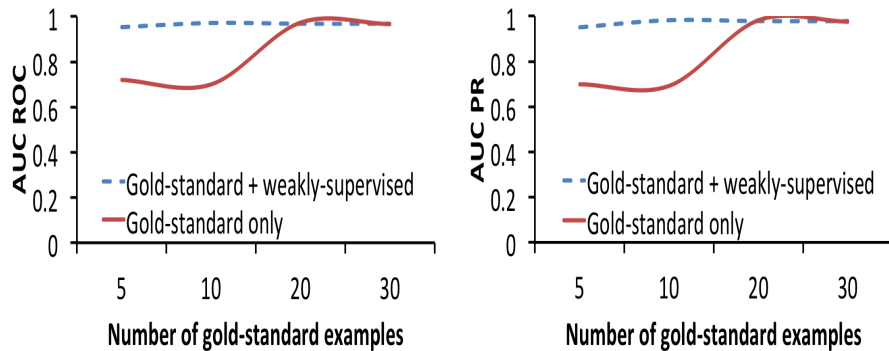 AUC ROC
1
0.8
0.6
0.4
0.2
0
Gold-standard + weakly-supervised
Gold-standard only
5 10 20 30
Number of gold-standard examples
AUC PR
1
0.8
0.6
0.4
0.2
0
Gold-standard + weakly-supervised
Gold-standard only
5 10 20 30
Number of gold-standard examples